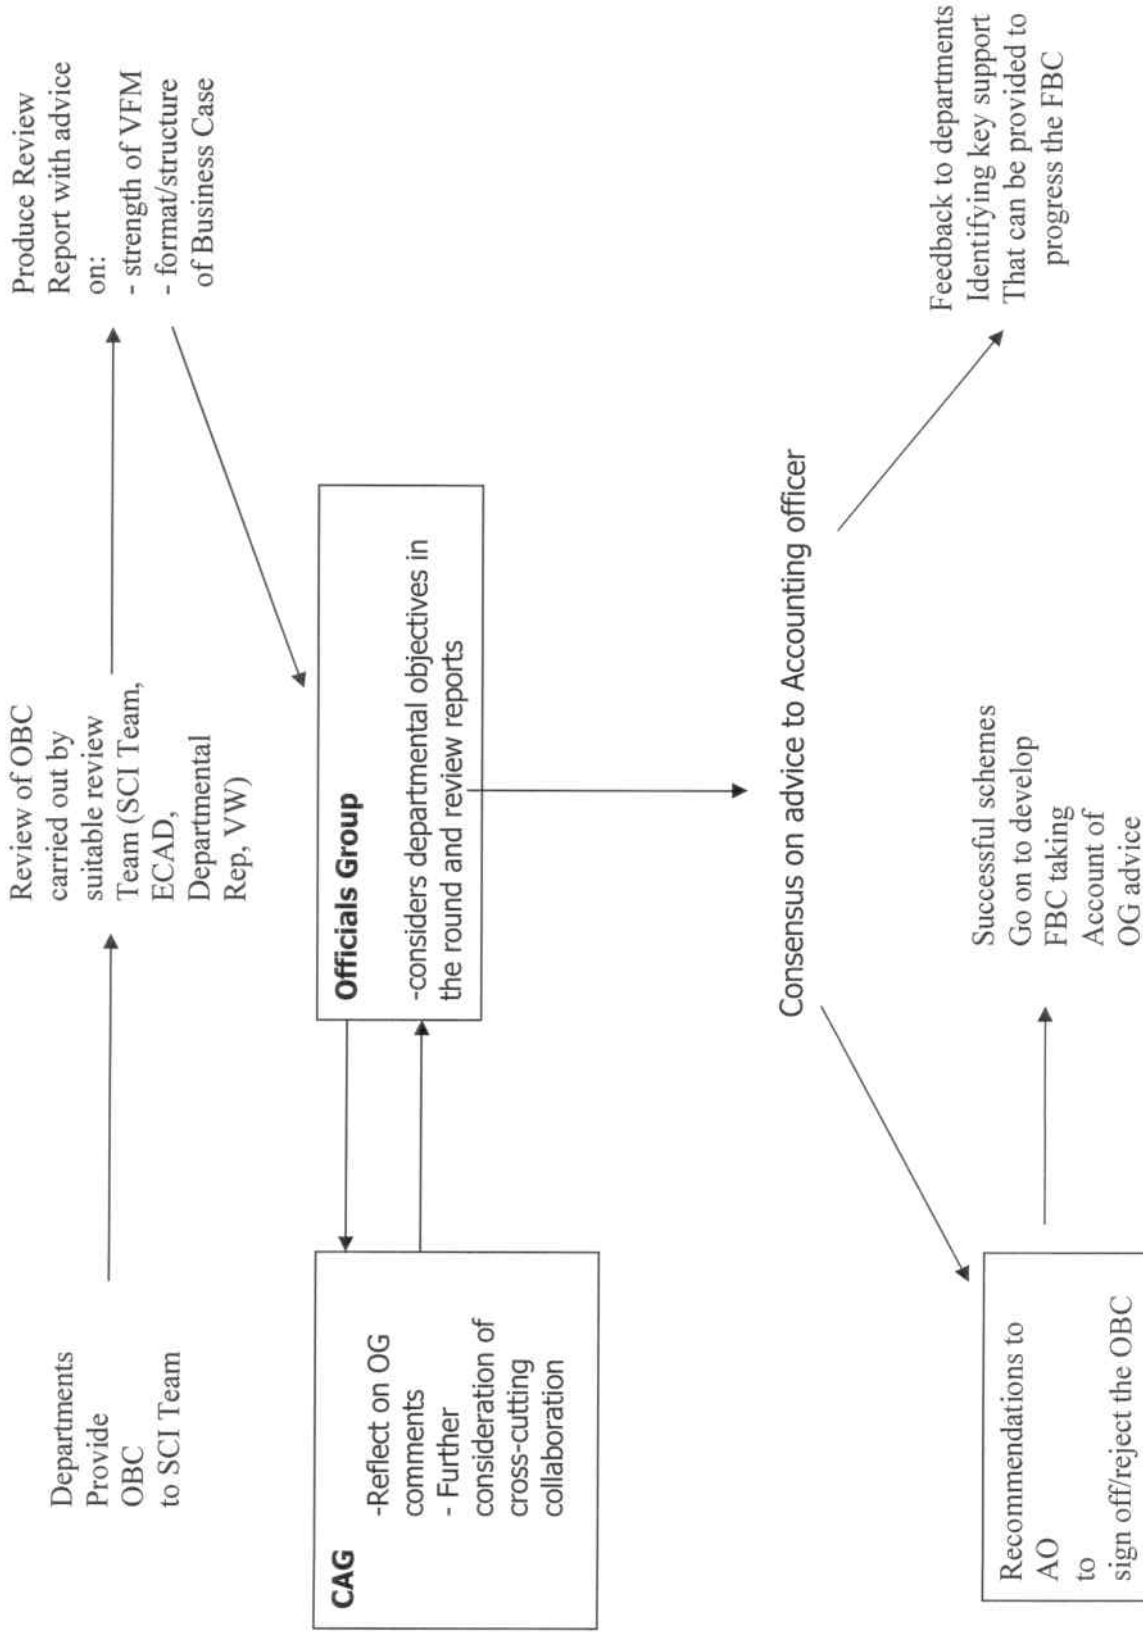 Departments
Provide
OBC
to SCI Team
Review of OBC
carried out by
suitable review
Team (SCI Team,
ECAD,
Departmental
Rep, VW)
Produce Review
Report with advice
on:
- strength of VFM
- format/structure
of Business Case
CAG
-Reflect on OG
comments
- Further
consideration of
cross-cutting
collaboration
Officials Group
-considers departmental objectives in
the round and review reports
Consensus on advice to Accounting officer
Recommendations to
AO
to
sign off/reject the OBC
Successful schemes
Go on to develop
FBC taking
Account of
OG advice
Feedback to departments
Identifying key support
That can be provided to
progress the FBC